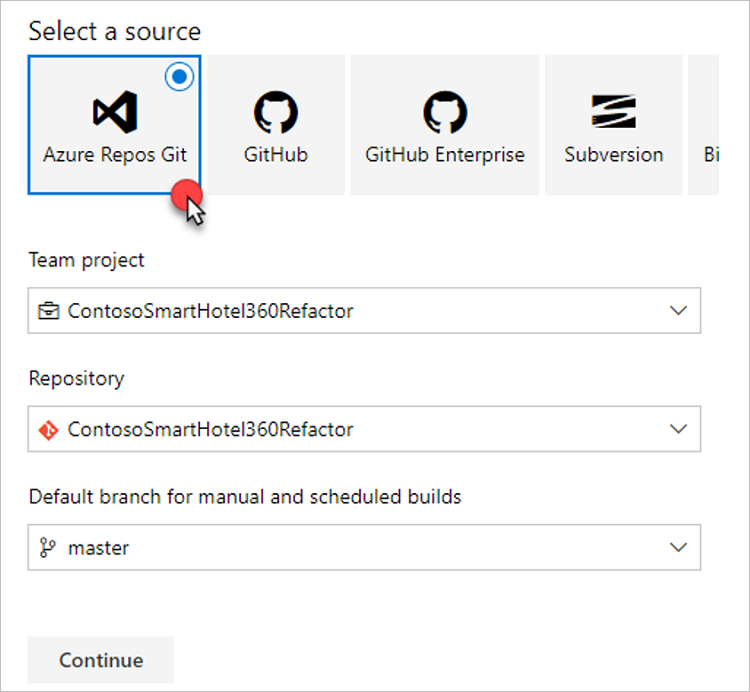 Select a source
Azure Repos Git
GitHub
GitHub Enterprise
Subversion
Bi
Team project
ContosoSmartHotel360Refactor
Repository
ContosoSmartHotel360Refactor
Default branch for manual and scheduled builds
master
Continue